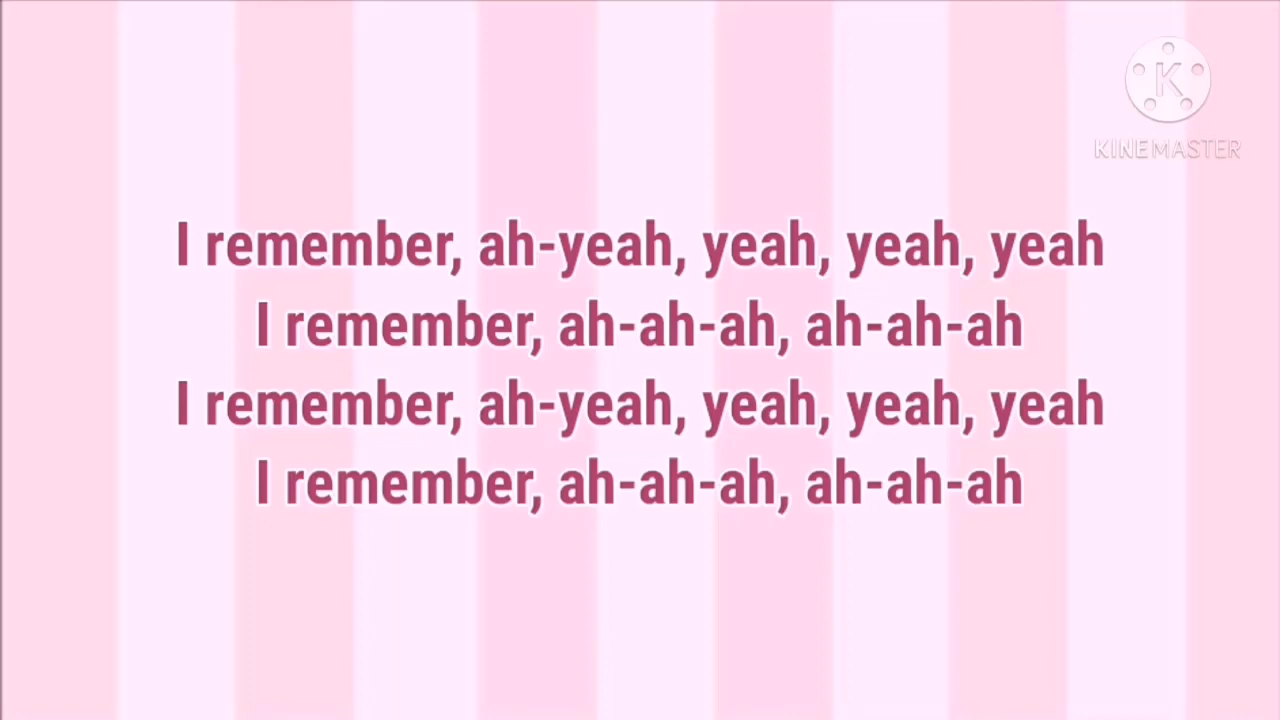 K
KINEMASTER
I remember, ah-yeah, yeah, yeah, yeah
I remember, ah-ah-ah, ah-ah-ah
I remember, ah-yeah, yeah, yeah, yeah
I remember, ah-ah-ah, ah-ah-ah